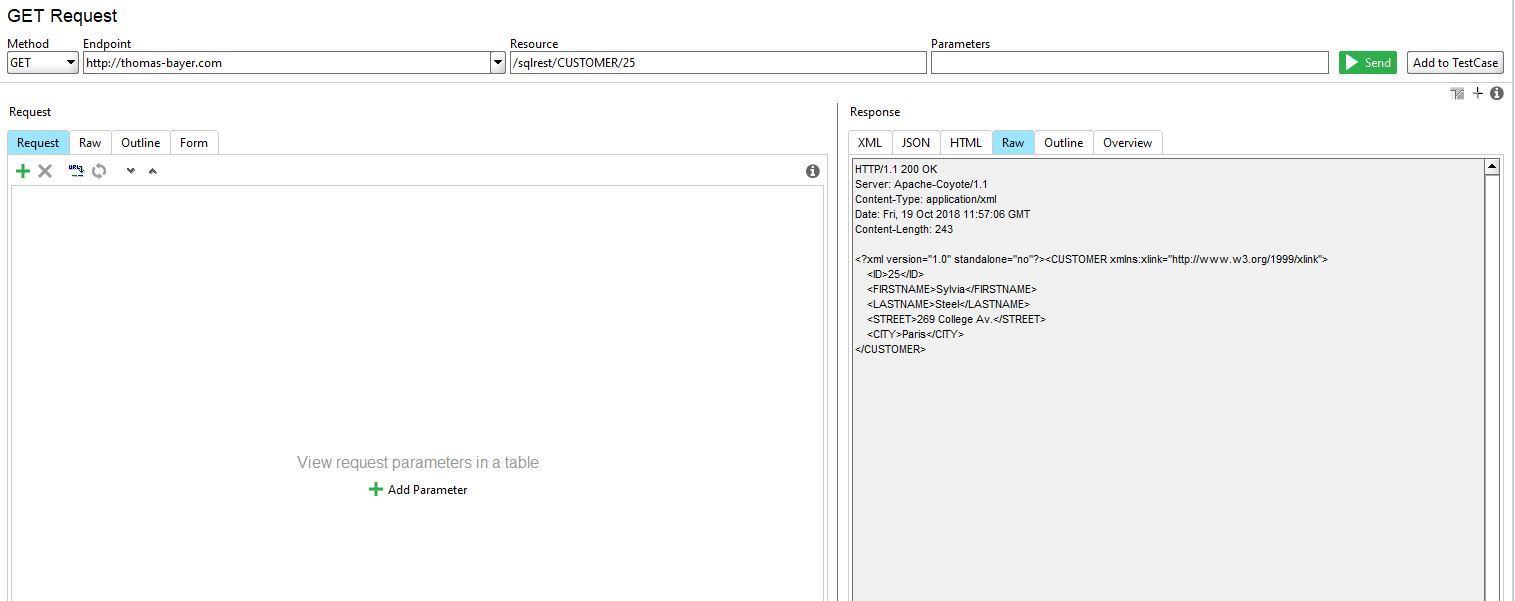 GET Request
Method Endpoint Resource Parameters
GET http://thomas-bayer.com /sqlrest/CUSTOMER/25 Send Add to TestCase
Request
Request Raw Outline Form
View request parameters in a table
Add Parameter
Response
XML JSON HTML Raw Outline Overview
HTTP/1.1 200 OK
Server: Apache-Coyote/1.1
Content-Type: application/xml
Date: Fri, 19 Oct 2018 11:57:06 GMT
Content-Length: 243
<?xml version="1.0" standalone="no"?><CUSTOMER xmlns:xlink="http://www.w3.org/1999/xlink">
<ID>25</ID>
<FIRSTNAME>Sylvia</FIRSTNAME>
<LASTNAME>Steel</LASTNAME>
<STREET>269 College Av.</STREET>
<CITY>Paris</CITY>
</CUSTOMER>